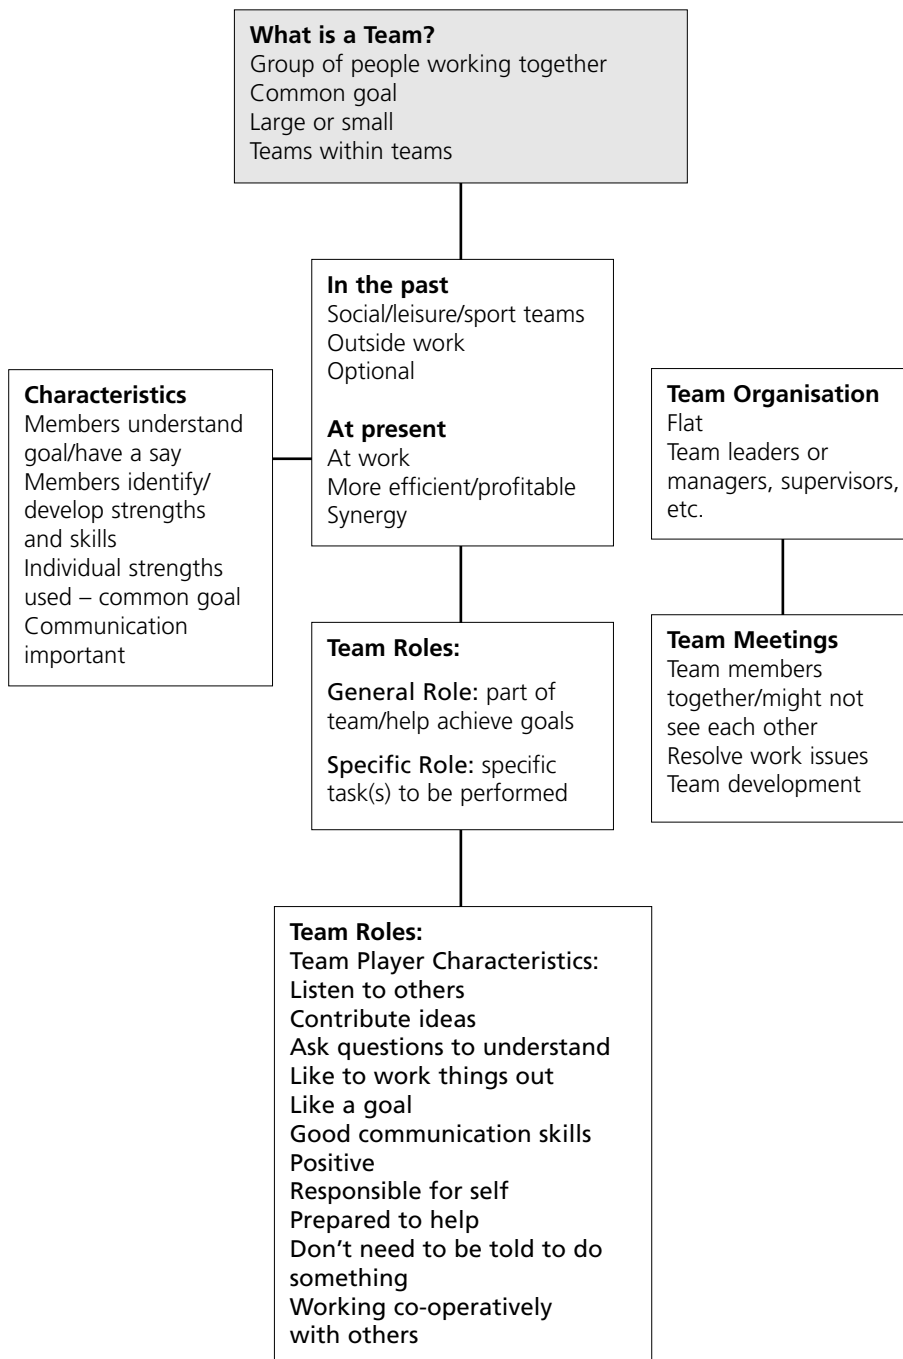 What is a Team?
Group of people working together
Common goal
Large or small
Teams within teams
In the past
Social/leisure/sport teams
Outside work
Optional
At present
At work
More efficient/profitable
Synergy
Characteristics
Members understand
goal/have a say
Members identify/
develop strengths
and skills
Individual strengths
used – common goal
Communication
important
Team Organisation
Flat
Team leaders or
managers, supervisors,
etc.
Team Roles:
General Role: part of
team/help achieve goals
Specific Role: specific
task(s) to be performed
Team Meetings
Team members
together/might not
see each other
Resolve work issues
Team development
Team Roles:
Team Player Characteristics:
Listen to others
Contribute ideas
Ask questions to understand
Like to work things out
Like a goal
Good communication skills
Positive
Responsible for self
Prepared to help
Don’t need to be told to do
something
Working co-operatively
with others